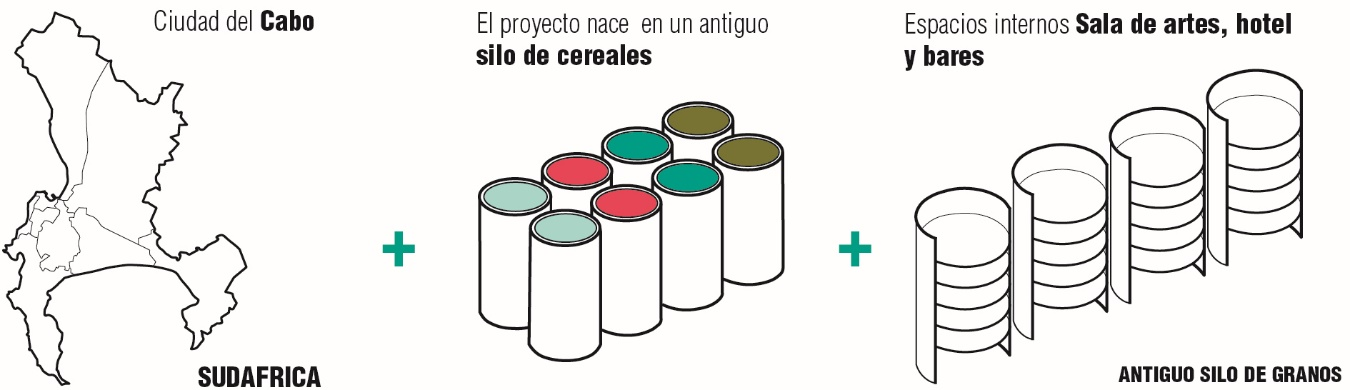 Ciudad del Cabo
SUDAFRICA
El proyecto nace en un antiguo
silo de cereales
Espacios internos Sala de artes, hotel
y bares
ANTIGUO SILO DE GRANOS